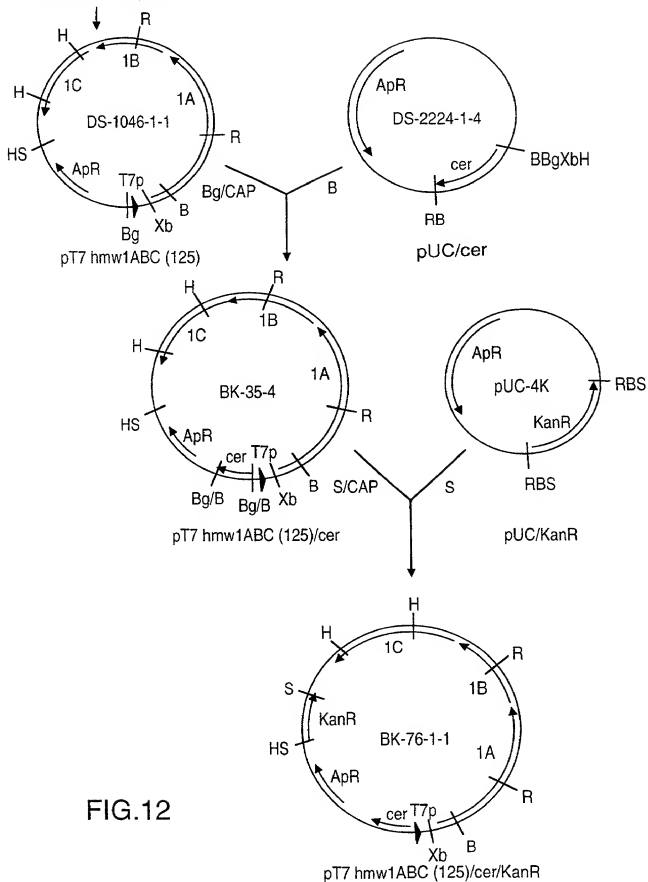 R
H
1B
1C
1A
H
DS-1046-1-1
R
HS
ApR
T7p
B
Xb
Bg
pT7 hmw1ABC (125)
ApR
DS-2224-1-4
BBgXbH
cer
RB
pUC/cer
Bg/CAP
B
R
H
1B
1C
H
1A
BK-35-4
R
HS
ApR
cer
T7p
B
Xb
Bg/B
Bg/B
pT7 hmw1ABC (125)/cer
ApR
pUC-4K
RBS
KanR
RBS
pUC/KanR
S/CAP
S
H
H
1C
R
1B
S
KanR
BK-76-1-1
HS
1A
ApR
R
cer
T7p
B
Xb
pT7 hmw1ABC (125)/cer/KanR
FIG.12